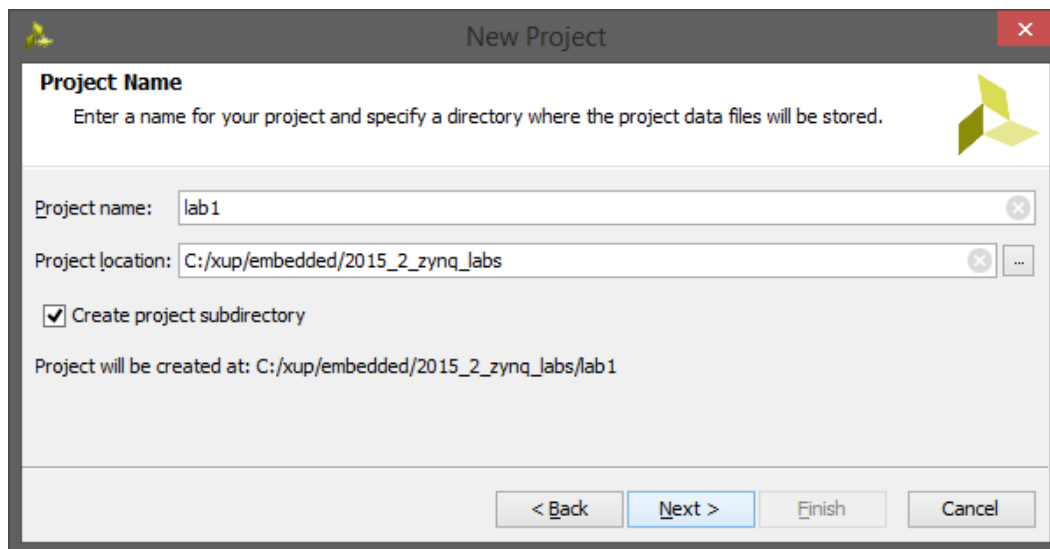 New Project
Project Name
Enter a name for your project and specify a directory where the project data files will be stored.
Project name: lab1
Project location: C:/xup/embedded/2015_2_zynq_labs ...
Create project subdirectory
Project will be created at: C:/xup/embedded/2015_2_zynq_labs/lab1
< Back Next > Finish Cancel